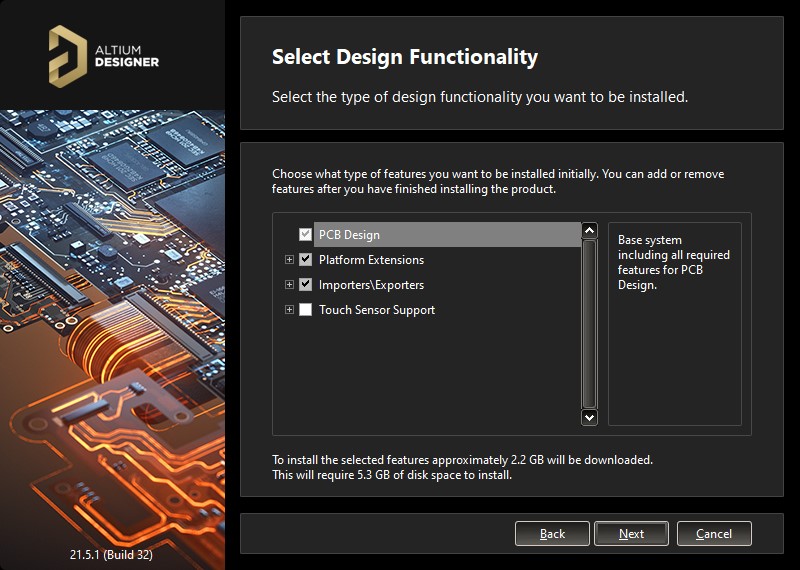 ALTIUM
DESIGNER
Select Design Functionality
Select the type of design functionality you want to be installed.
Choose what type of features you want to be installed initially. You can add or remove
features after you have finished installing the product.
PCB Design
Platform Extensions
Importers\Exporters
Touch Sensor Support
Base system
including all required
features for PCB
Design.
To install the selected features approximately 2.2 GB will be downloaded.
This will require 5.3 GB of disk space to install.
21.5.1 (Build 32)
Back
Next
Cancel